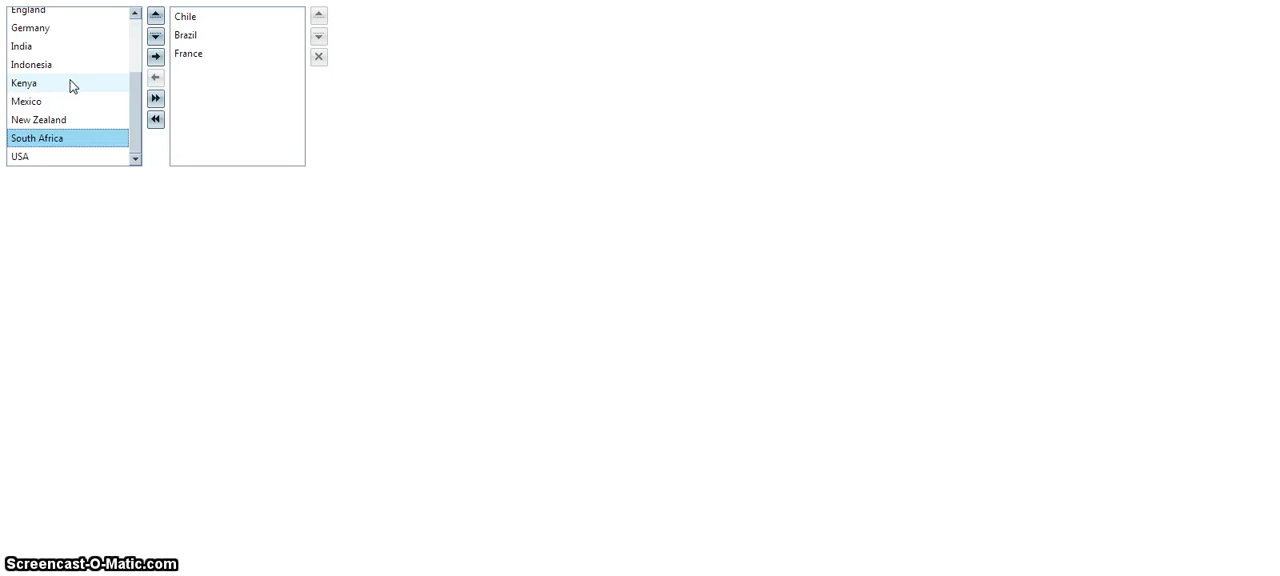 England
Germany
India
Indonesia
Kenya
Mexico
New Zealand
South Africa
USA
Chile
Brazil
France
Screencast-O-Matic.com